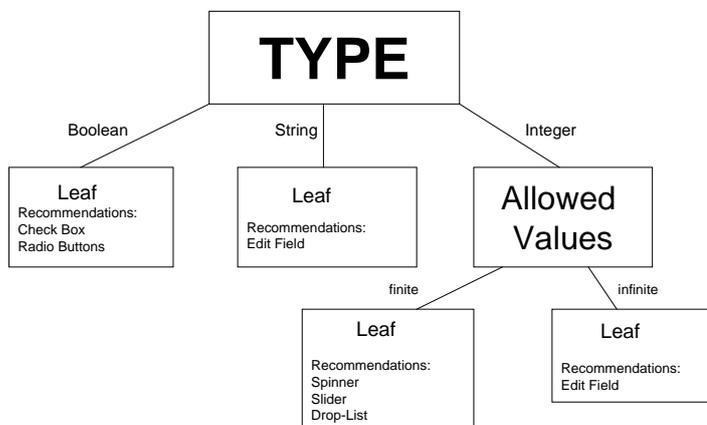 TYPE
Boolean
String
Integer
Leaf
Recommendations:
Check Box
Radio Buttons
Leaf
Recommendations:
Edit Field
Allowed
Values
finite
infinite
Leaf
Recommendations:
Spinner
Slider
Drop-List
Leaf
Recommendations:
Edit Field